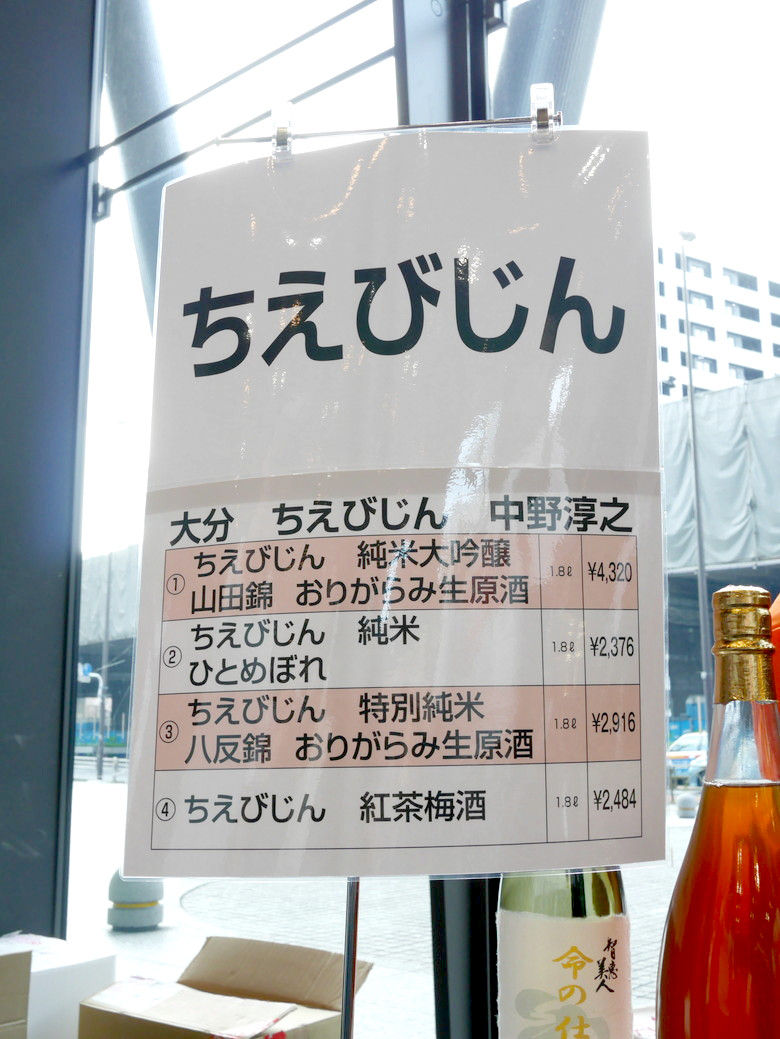 ちえびじん
大分 ちえびじん 中野淳之
① ちえびじん 純米大吟醸
山田錦 おりがらみ生原酒 1.8ℓ ¥4,320
② ちえびじん 純米
ひとめぼれ 1.8ℓ ¥2,376
③ ちえびじん 特別純米
八反錦 おりがらみ生原酒 1.8ℓ ¥2,916
④ ちえびじん 紅茶梅酒 1.8ℓ ¥2,484
智恵美人
命の仕